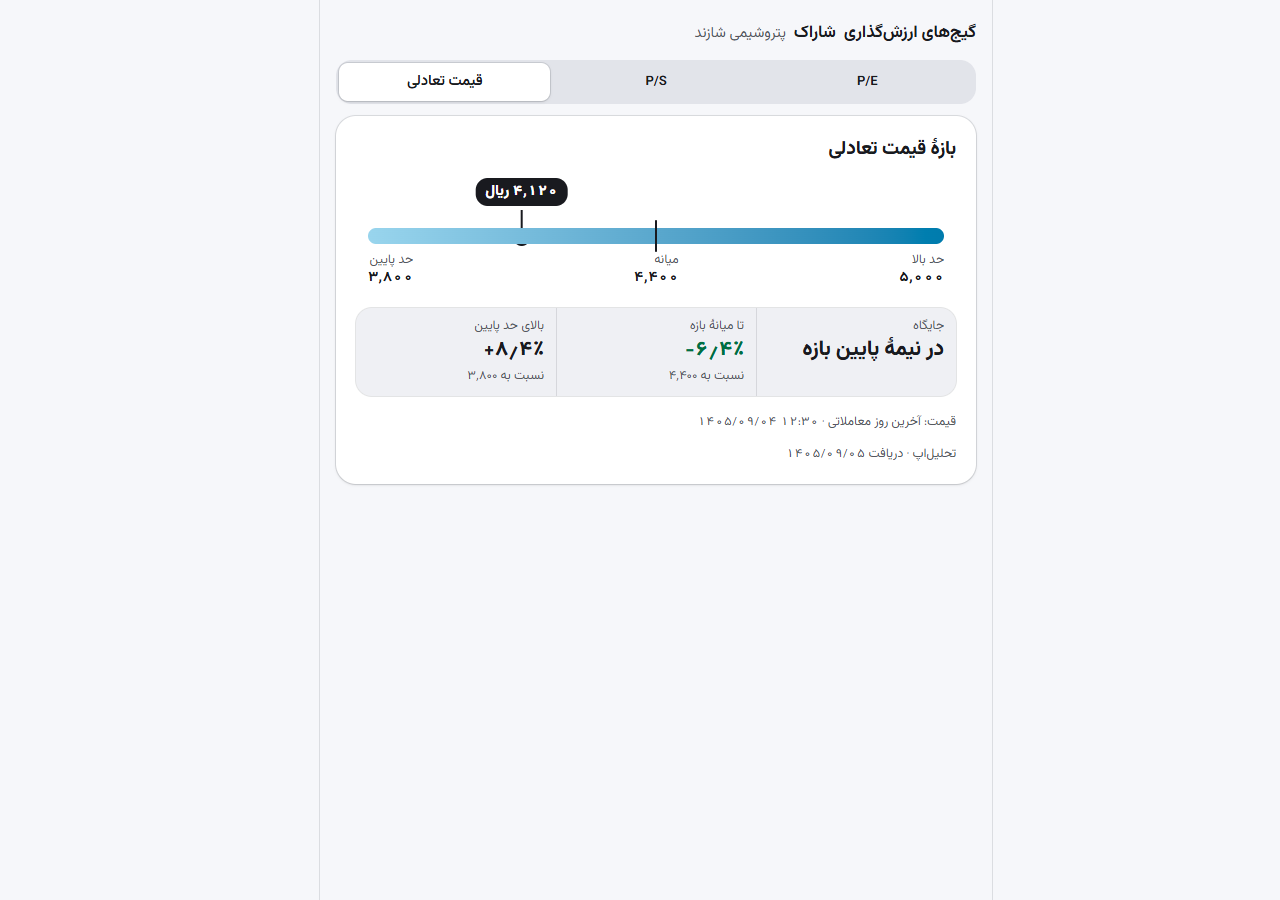 گیج‌های ارزش‌گذاری شاراک پتروشیمی شازند
P/E
P/S
قیمت تعادلی
بازهٔ قیمت تعادلی
۴,۱۲۰ ریال
حد بالا
۵,۰۰۰
میانه
۴,۴۰۰
حد پایین
۳,۸۰۰
جایگاه
در نیمهٔ پایین بازه
تا میانهٔ بازه
-۶٫۴٪
نسبت به ۴,۴۰۰
بالای حد پایین
+۸٫۴٪
نسبت به ۳,۸۰۰
قیمت: آخرین روز معاملاتی · ۱۴۰۵/۰۹/۰۴ ۱۲:۳۰
تحلیل‌اپ · دریافت ۱۴۰۵/۰۹/۰۵